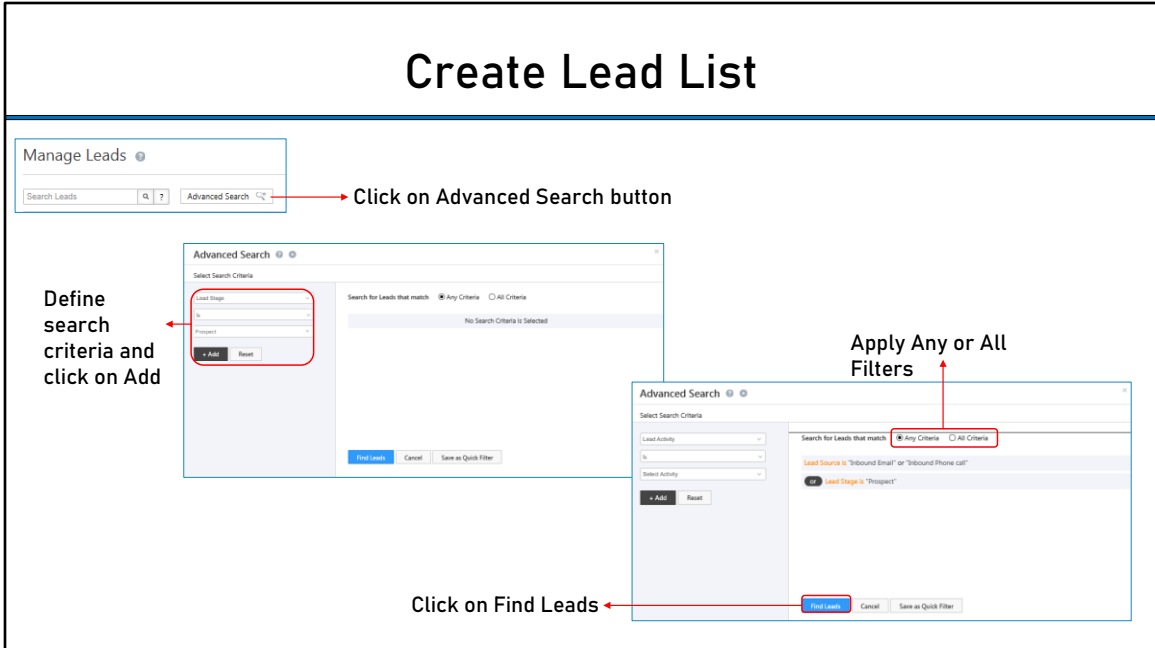 Create Lead List
Manage Leads ?
Search Leads
?
Advanced Search
Click on Advanced Search button
Advanced Search ?
×
Select Search Criteria
Lead Stage
Is
Prospect
+ Add
Reset
Search for Leads that match
Any Criteria
All Criteria
No Search Criteria is Selected
Find Leads
Cancel
Save as Quick Filter
Define
search
criteria and
click on Add
Apply Any or All
Filters
Advanced Search ?
×
Select Search Criteria
Lead Activity
Is
Select Activity
+ Add
Reset
Search for Leads that match
Any Criteria
All Criteria
Lead Source is "Inbound Email" or "Inbound Phone call"
or Lead Stage is "Prospect"
Find Leads
Cancel
Save as Quick Filter
Click on Find Leads